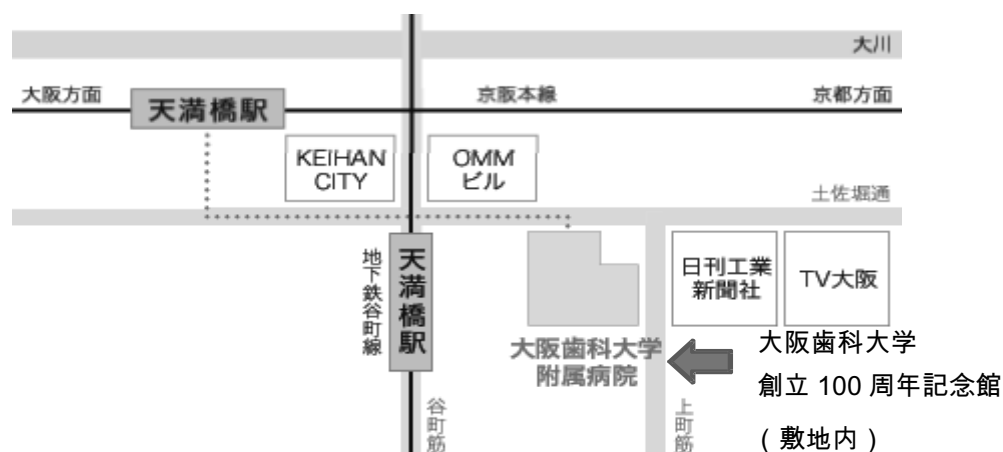 大川
大阪方面
天満橋駅
京阪本線
京都方面
KEIHAN
CITY
OMM
ビル
土佐堀通
地下鉄谷町線
天満橋駅
日刊工業
新聞社
TV大阪
大阪歯科大学
附属病院
大阪歯科大学
創立 100 周年記念館
(敷地内)
谷町筋
上町筋